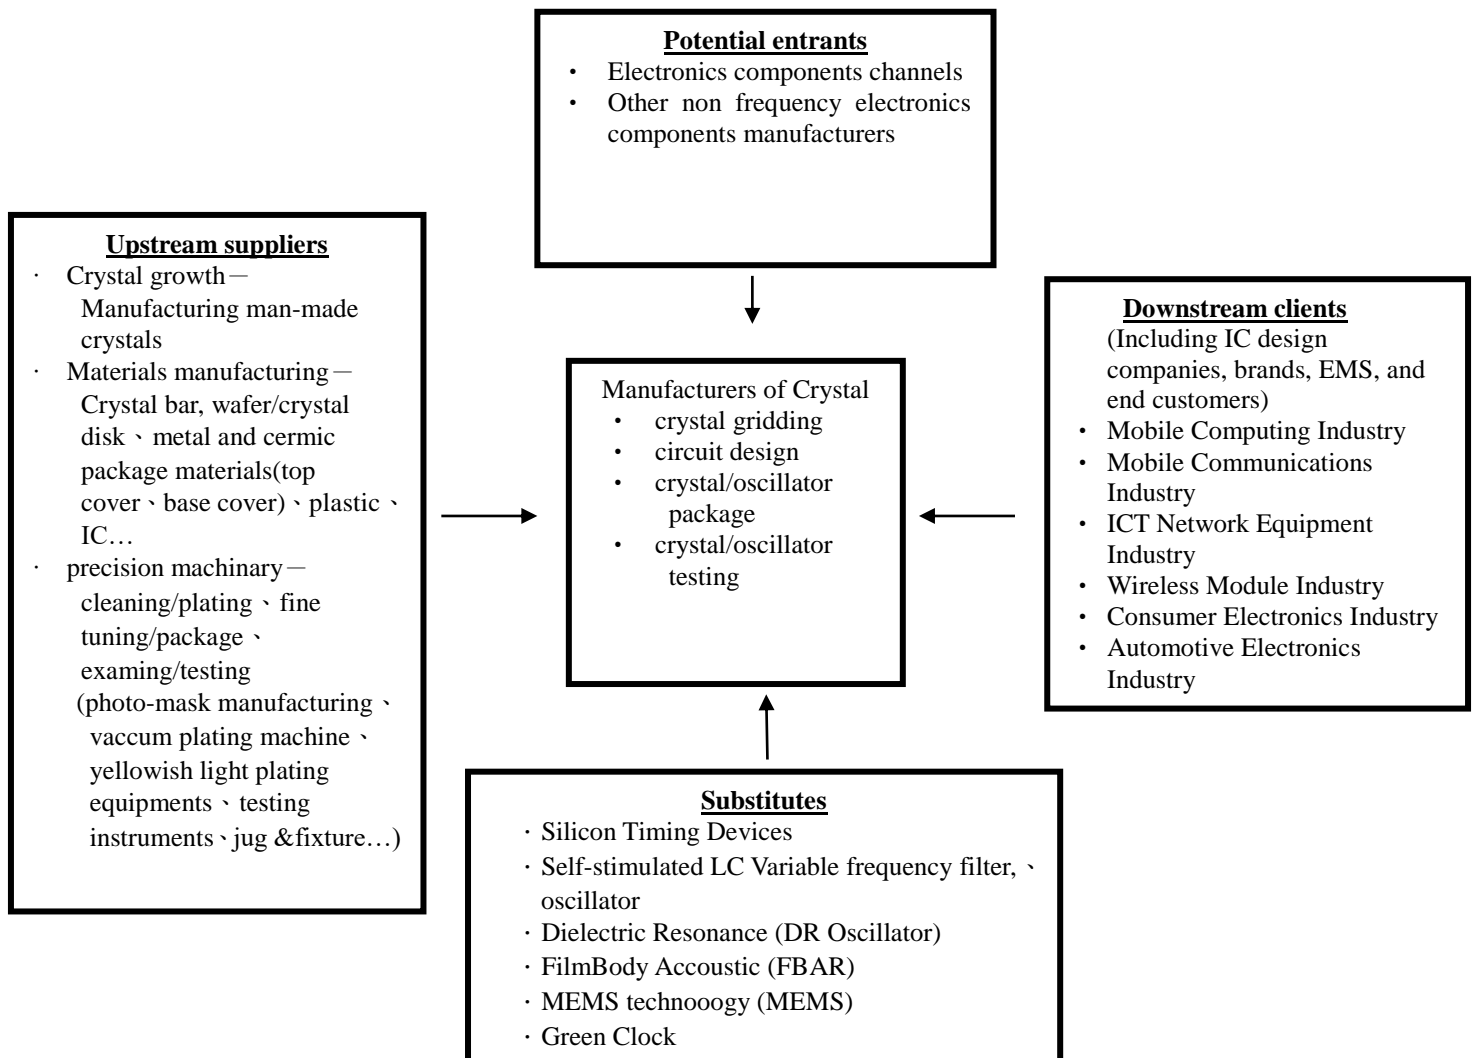 Potential entrants
・ Electronics components channels
・ Other non frequency electronics
components manufacturers
Upstream suppliers
· Crystal growth－
Manufacturing man-made
crystals
· Materials manufacturing－
Crystal bar, wafer/crystal
disk、metal and cermic
package materials(top
cover、base cover)、plastic、
IC…
· precision machinary－
cleaning/plating、fine
tuning/package、
examing/testing
(photo-mask manufacturing、
vaccum plating machine、
yellowish light plating
equipments、testing
instruments、jug &fixture…)
Manufacturers of Crystal
・ crystal gridding
・ circuit design
・ crystal/oscillator
package
・ crystal/oscillator
testing
Downstream clients
(Including IC design
companies, brands, EMS, and
end customers)
・ Mobile Computing Industry
・ Mobile Communications
Industry
・ ICT Network Equipment
Industry
・ Wireless Module Industry
・ Consumer Electronics Industry
・ Automotive Electronics
Industry
Substitutes
· Silicon Timing Devices
· Self-stimulated LC Variable frequency filter,、
oscillator
· Dielectric Resonance (DR Oscillator)
· FilmBody Accoustic (FBAR)
· MEMS technooogy (MEMS)
· Green Clock